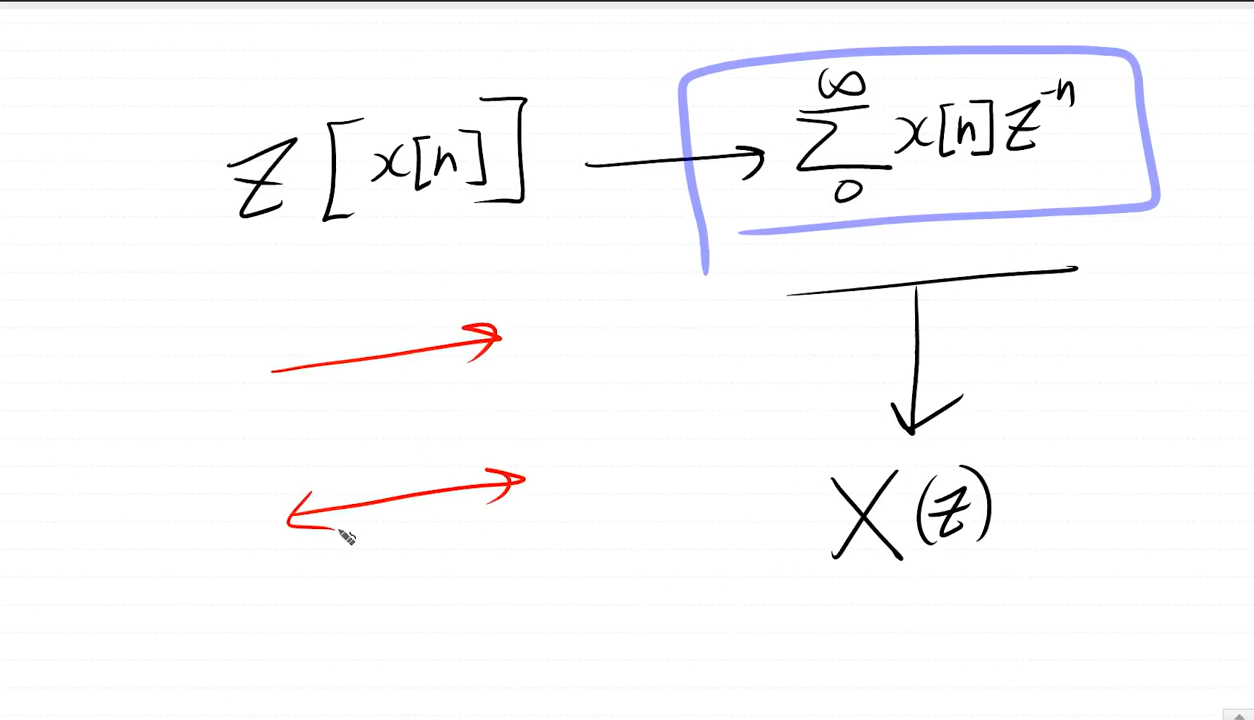 Z[x[n]] → ∞ Σ 0 x[n] Z^-n
X(z)